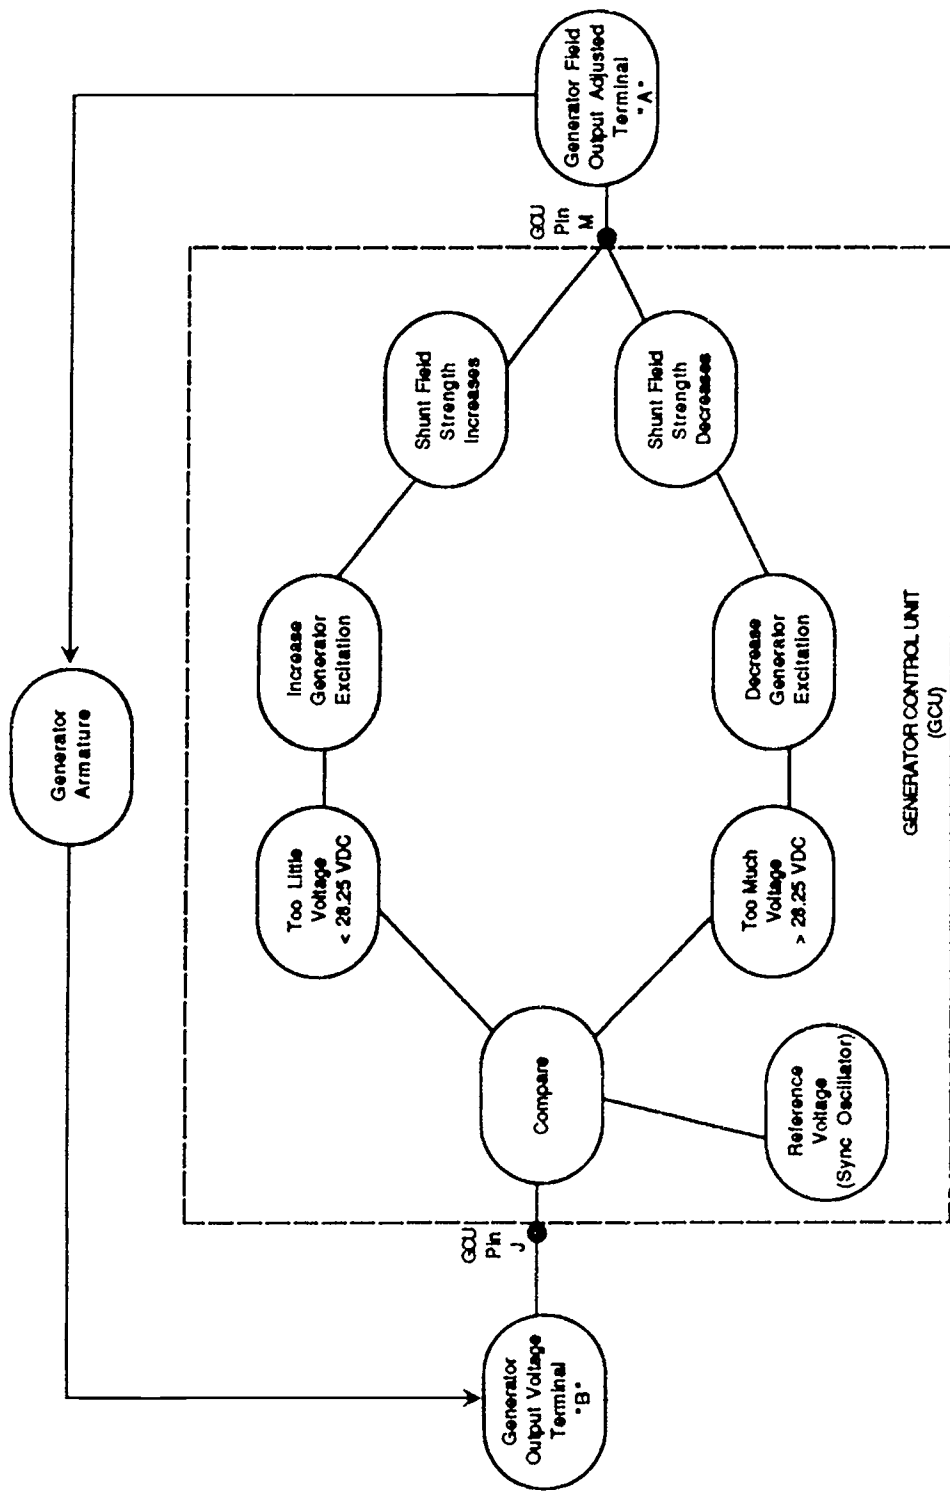 Generator
Armature
Generator
Output Voltage
Terminal
"B"
GCU
Pin
J
Compare
Reference
Voltage
(Sync Oscillator)
Too Little
Voltage
< 28.25 VDC
Too Much
Voltage
> 28.25 VDC
Increase
Generator
Excitation
Decrease
Generator
Excitation
Shunt Field
Strength
Increases
Shunt Field
Strength
Decreases
GCU
Pin
M
Generator Field
Output Adjusted
Terminal
"A"
GENERATOR CONTROL UNIT
(GCU)